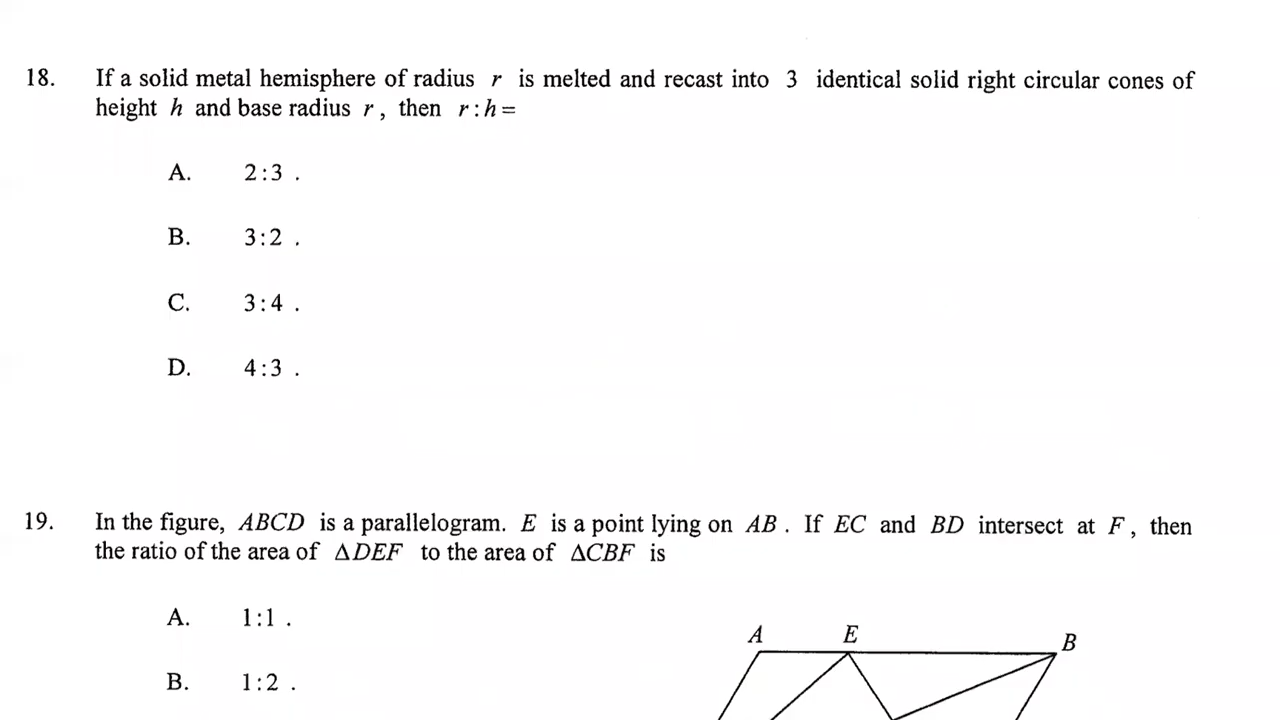 18. If a solid metal hemisphere of radius r is melted and recast into 3 identical solid right circular cones of
height h and base radius r , then r : h =
A. 2 : 3 .
B. 3 : 2 .
C. 3 : 4 .
D. 4 : 3 .
19. In the figure, ABCD is a parallelogram. E is a point lying on AB . If EC and BD intersect at F , then
the ratio of the area of ΔDEF to the area of ΔCBF is
A. 1 : 1 .
A E B
B. 1 : 2 .